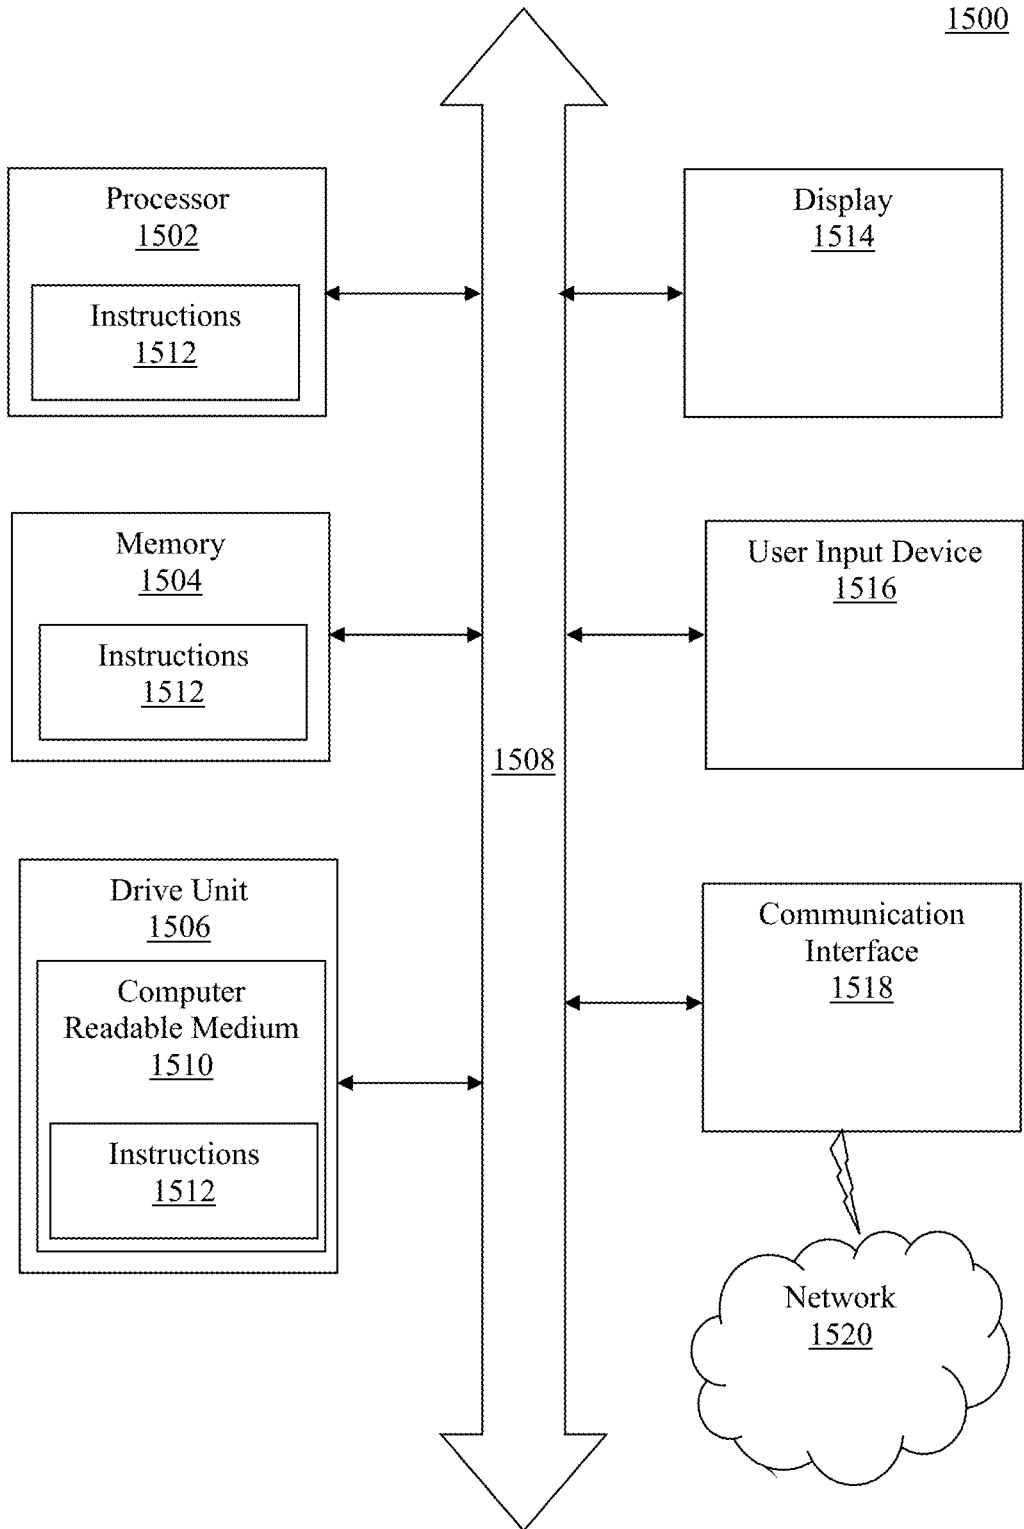 1500
Processor
1502
Instructions
1512
Display
1514
Memory
1504
Instructions
1512
User Input Device
1516
1508
Drive Unit
1506
Computer
Readable Medium
1510
Instructions
1512
Communication
Interface
1518
Network
1520